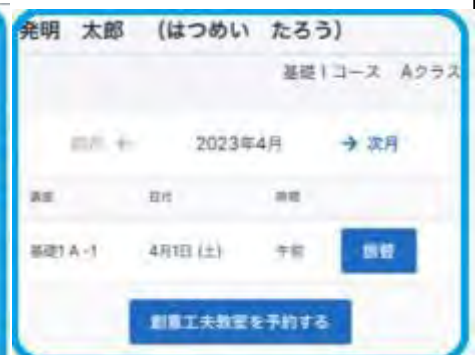 発明 太郎 （はつめい たろう）
基礎1コース Aクラス
前月 ← 2023年4月 → 次月
講座 日付 時間
基礎1 A-1 4月1日 (土) 午前 振替
創意工夫教室を予約する